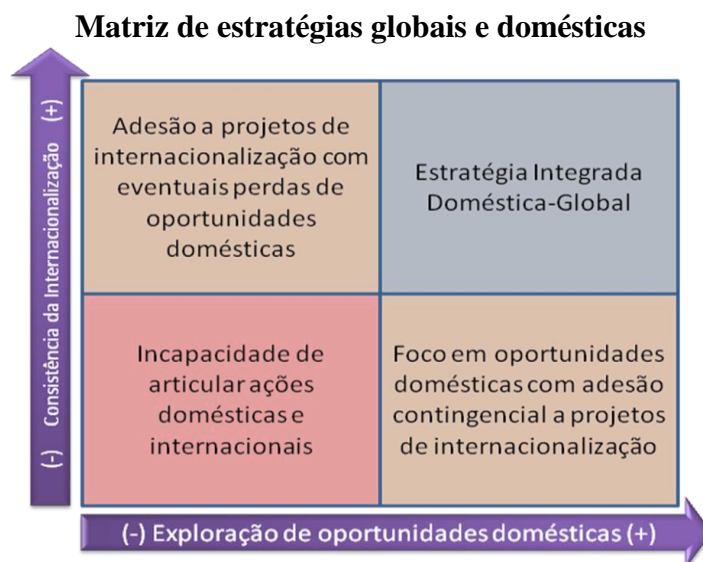 Matriz de estratégias globais e domésticas
(-) Consistência da Internacionalização (+)
Adesão a projetos de
internacionalização com
eventuais perdas de
oportunidades
domésticas
Estratégia Integrada
Doméstica-Global
Incapacidade de
articular ações
domésticas e
internacionais
Foco em oportunidades
domésticas com adesão
contingencial a projetos
de internacionalização
(-) Exploração de oportunidades domésticas (+)